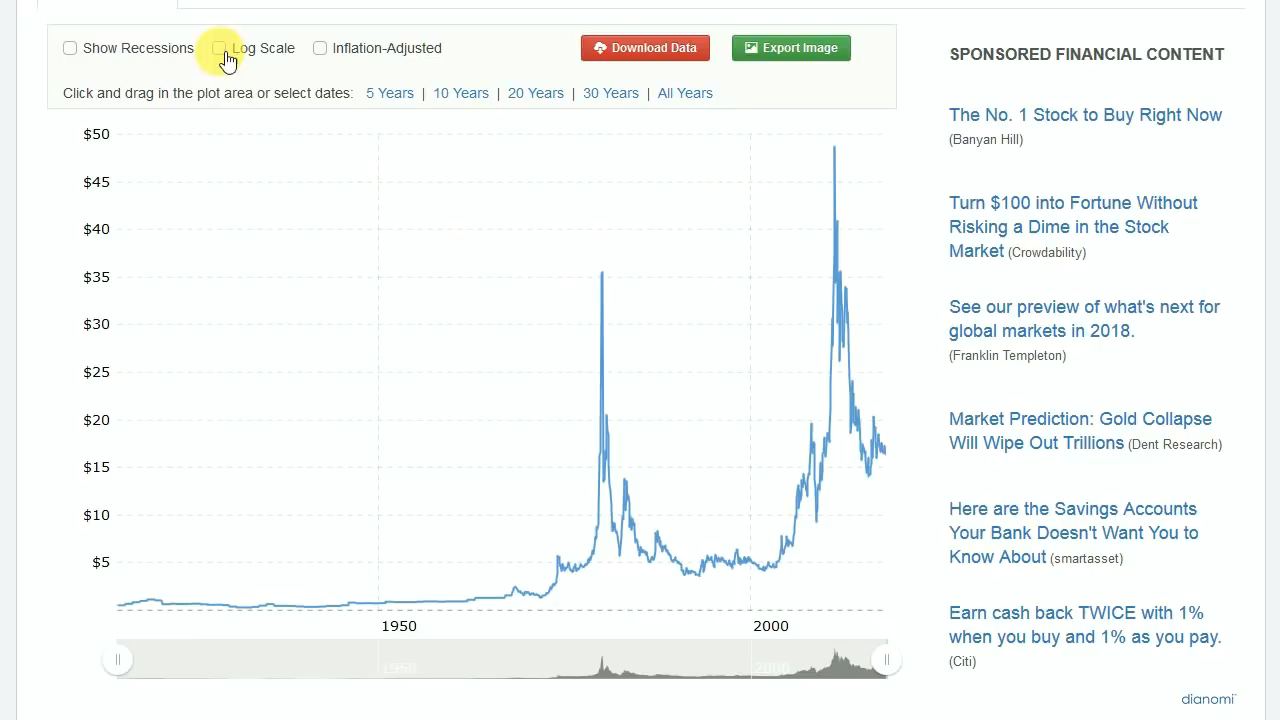 Show Recessions Log Scale Inflation-Adjusted Download Data Export Image
Click and drag in the plot area or select dates: 5 Years | 10 Years | 20 Years | 30 Years | All Years
$50
$45
$40
$35
$30
$25
$20
$15
$10
$5
1950 2000
1950 2000
SPONSORED FINANCIAL CONTENT
The No. 1 Stock to Buy Right Now
(Banyan Hill)
Turn $100 into Fortune Without
Risking a Dime in the Stock
Market (Crowdability)
See our preview of what's next for
global markets in 2018.
(Franklin Templeton)
Market Prediction: Gold Collapse
Will Wipe Out Trillions (Dent Research)
Here are the Savings Accounts
Your Bank Doesn't Want You to
Know About (smartasset)
Earn cash back TWICE with 1%
when you buy and 1% as you pay.
(Citi)
dianomi